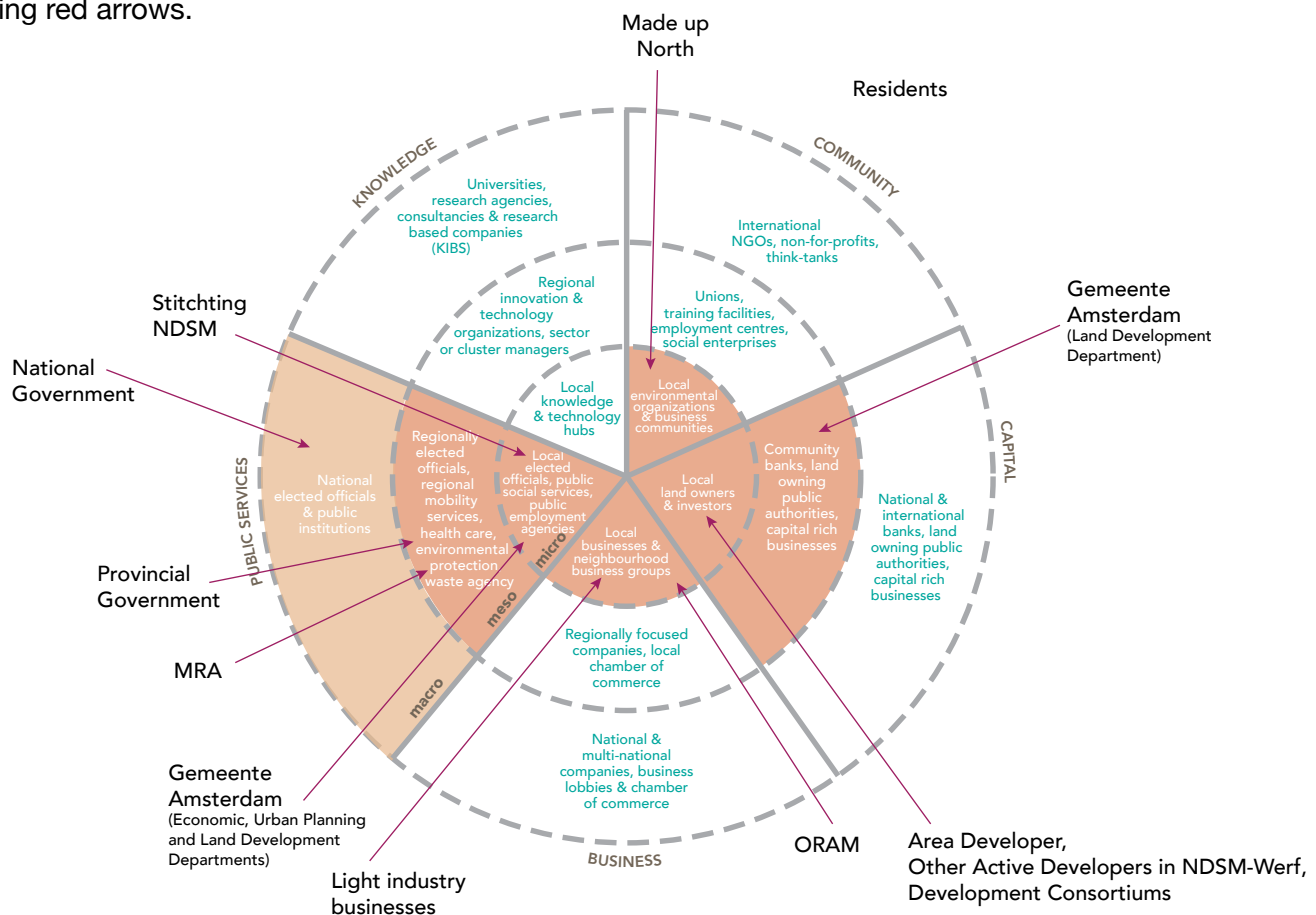 ing red arrows.
Made up
North
Residents
KNOWLEDGE
COMMUNITY
Universities,
research agencies,
consultancies & research
based companies
(KIBS)
International
NGOs, non-for-profits,
think-tanks
Regional
innovation &
technology
organizations, sector
or cluster managers
Unions,
training facilities,
employment centres,
social enterprises
Gemeente
Amsterdam
(Land Development
Department)
Stitchting
NDSM
National
Government
Local
knowledge
& technology
hubs
Local
environmental
organizations
& business
communities
CAPITAL
PUBLIC SERVICES
National
elected officials
& public
institutions
Regionally
elected
officials,
regional
mobility
services,
health care,
environmental
protection
waste agency
Local
elected
officials, public
social services,
public
employment
agencies
Local
land owners
& investors
Community
banks, land
owning
public
authorities,
capital rich
businesses
National &
international
banks, land
owning public
authorities,
capital rich
businesses
Local
businesses &
neighbourhood
business groups
micro
meso
macro
Provincial
Government
MRA
Regionally focused
companies, local
chamber of
commerce
National &
multi-national
companies, business
lobbies & chamber
of commerce
BUSINESS
Gemeente
Amsterdam
(Economic, Urban Planning
and Land Development
Departments)
Light industry
businesses
ORAM
Area Developer,
Other Active Developers in NDSM-Werf,
Development Consortiums